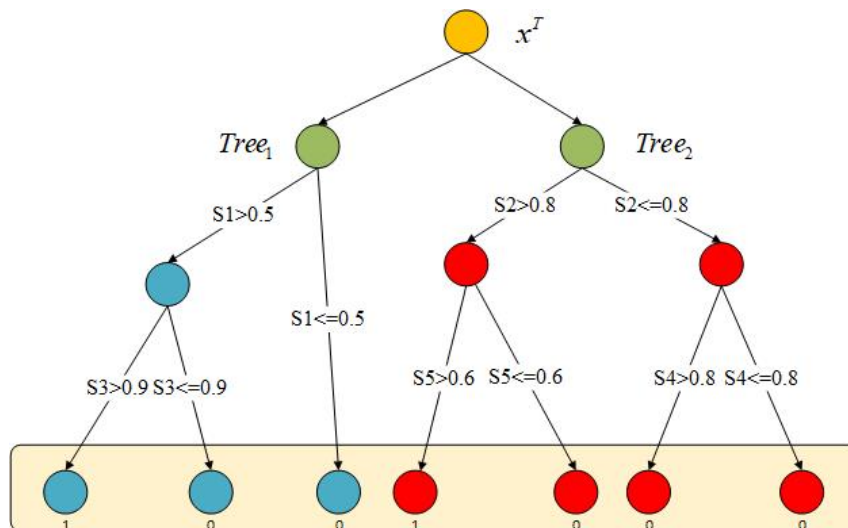 x^T
Tree₁ Tree₂
S1>0.5 S2>0.8 S2<=0.8
S1<=0.5
S3>0.9 S3<=0.9 S5>0.6 S5<=0.6 S4>0.8 S4<=0.8
1 0 0 1 0 0 0